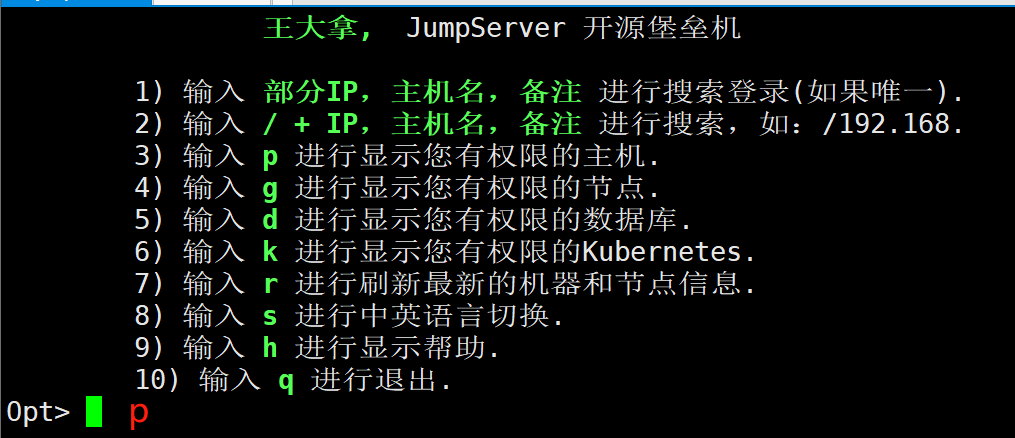 王大拿, JumpServer 开源堡垒机
1) 输入 部分IP，主机名，备注 进行搜索登录(如果唯一).
2) 输入 / + IP，主机名，备注 进行搜索，如：/192.168.
3) 输入 p 进行显示您有权限的主机.
4) 输入 g 进行显示您有权限的节点.
5) 输入 d 进行显示您有权限的数据库.
6) 输入 k 进行显示您有权限的Kubernetes.
7) 输入 r 进行刷新最新的机器和节点信息.
8) 输入 s 进行中英语言切换.
9) 输入 h 进行显示帮助.
10) 输入 q 进行退出.
Opt> p